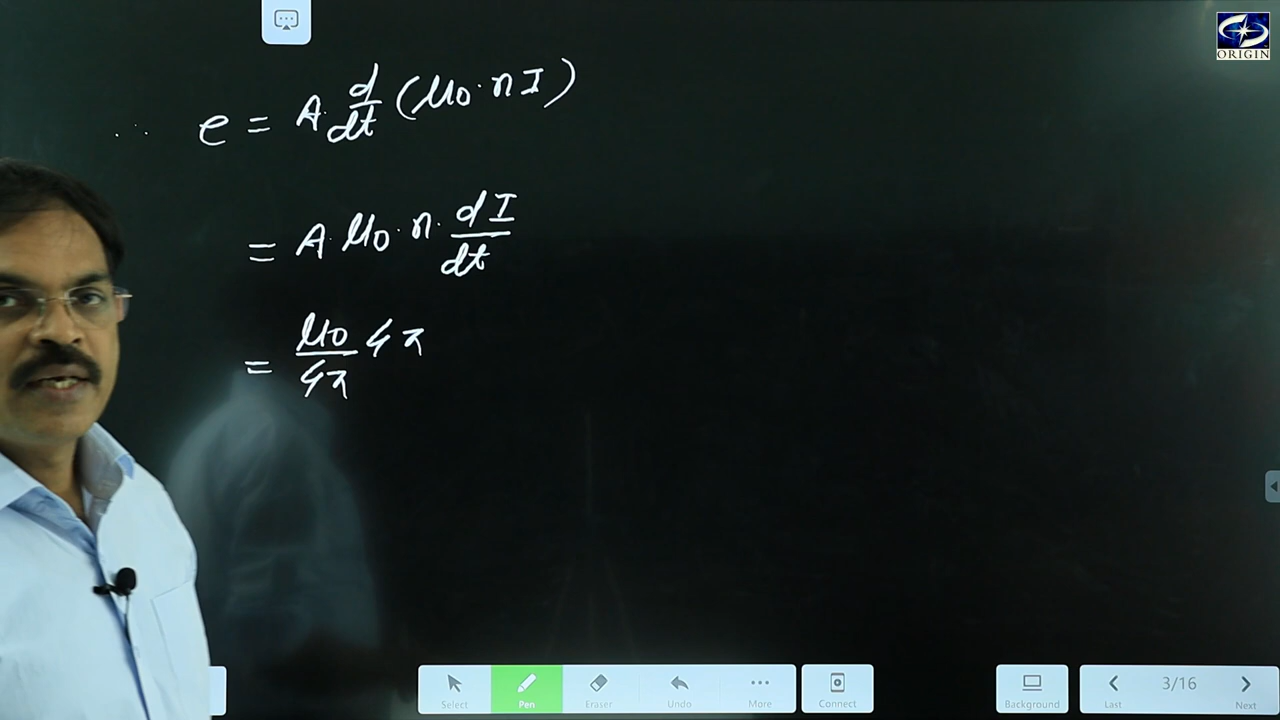 ORIGIN
∴ e = A · d/dt (μ₀ · n I)
= A · μ₀ · n · dI/dt
= μ₀/4π 4π
Select Pen Eraser Undo More Connect Background Last 3/16 Next